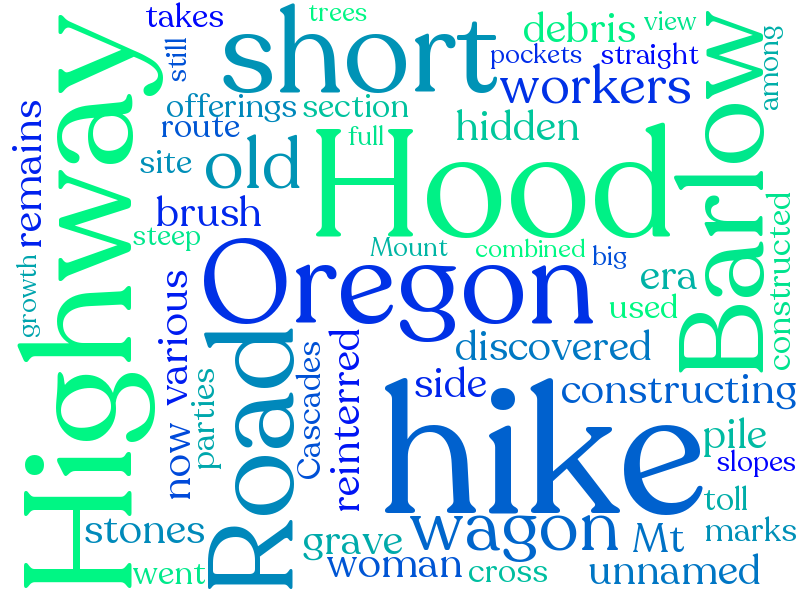 takes
trees
short
debris
view
still
pockets
straight
workers
Highway
remains
offerings
section
route
full
hidden
Barlow
among
site
old
Hood
brush
steep
Mount
combined
big
constructed
growth
various
Oregon
era
used
discovered
now
parties
Road
Cascades
reinterred
side
hike
constructing
pile
slopes
toll
stones
grave
wagon
Mt
marks
went
woman
cross
unnamed